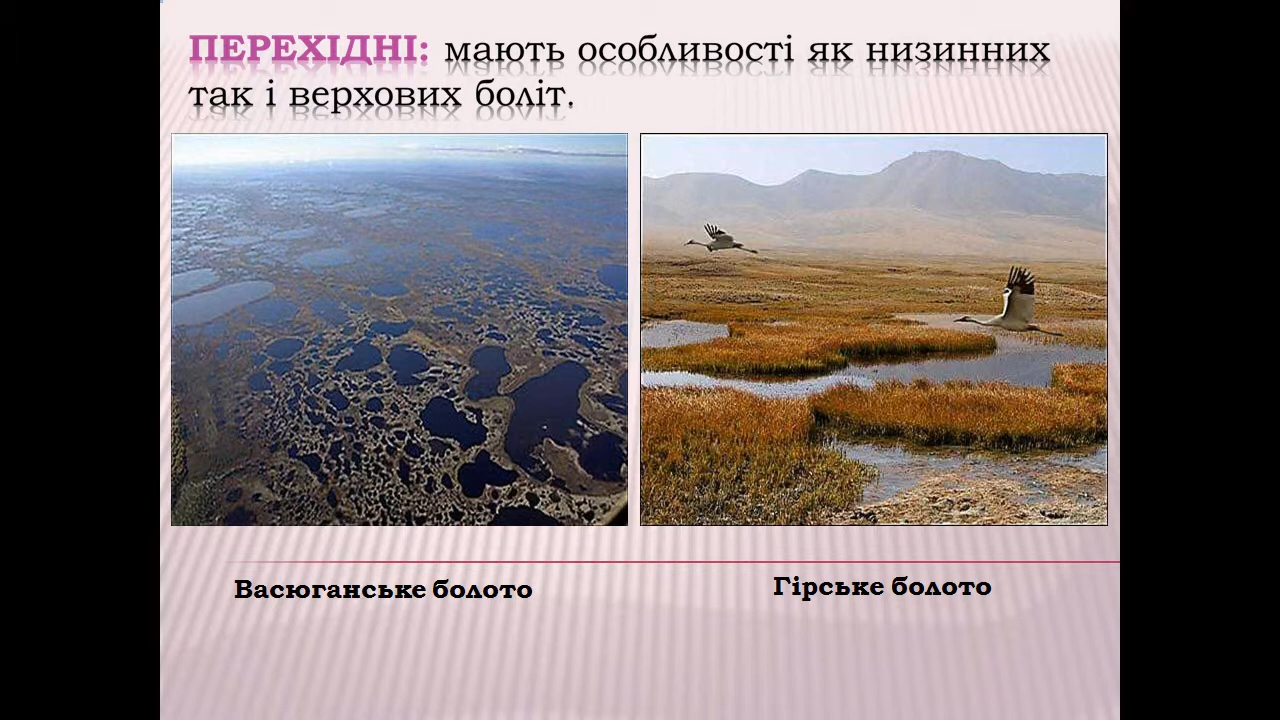 ПЕРЕХІДНІ: мають особливості як низинних
так і верхових боліт.
Васюганське болото
Гірське болото